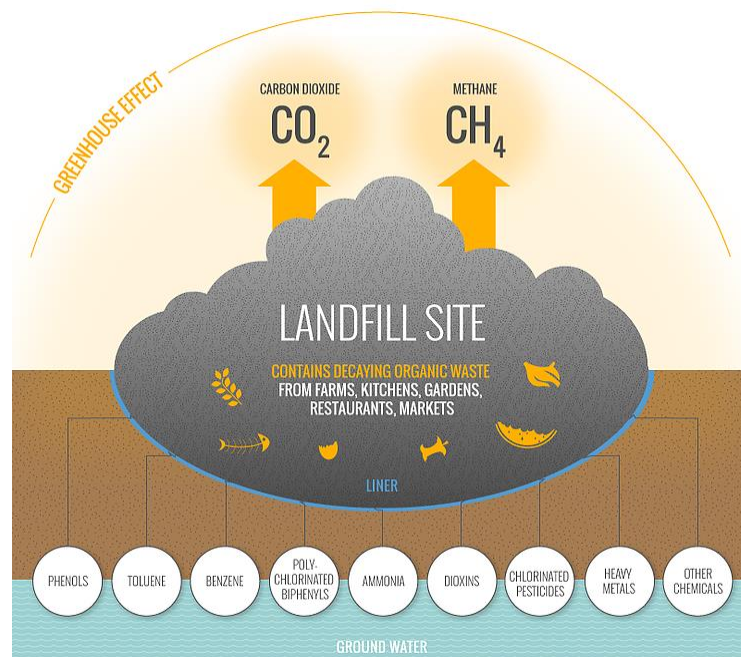 GREENHOUSE EFFECT
CARBON DIOXIDE
CO2
METHANE
CH4
LANDFILL SITE
CONTAINS DECAYING ORGANIC WASTE
FROM FARMS, KITCHENS, GARDENS,
RESTAURANTS, MARKETS
LINER
PHENOLS
TOLUENE
BENZENE
POLY-
CHLORINATED
BIPHENYLS
AMMONIA
DIOXINS
CHLORINATED
PESTICIDES
HEAVY
METALS
OTHER
CHEMICALS
GROUND WATER